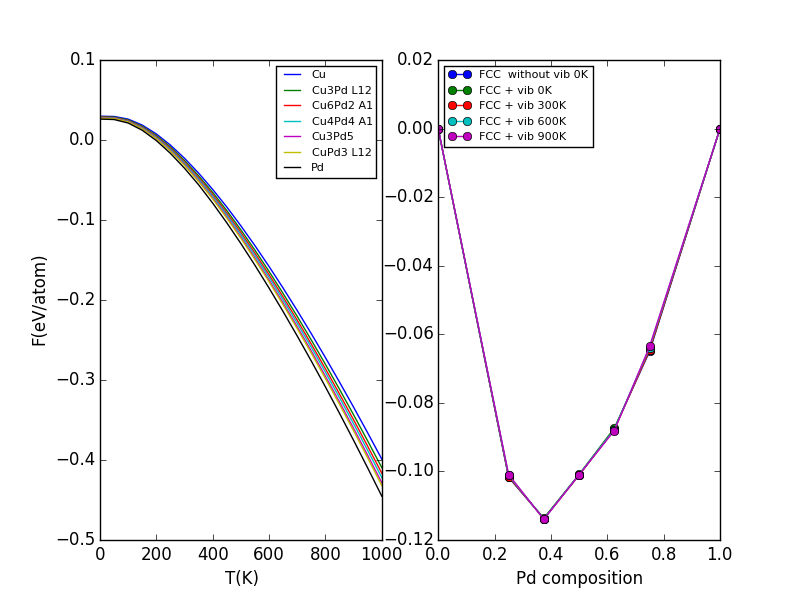 0.1
0.0
−0.1
−0.2
−0.3
−0.4
−0.5
F(eV/atom)
0
200
400
600
800
1000
T(K)
Cu
Cu3Pd L12
Cu6Pd2 A1
Cu4Pd4 A1
Cu3Pd5
CuPd3 L12
Pd
0.02
0.00
−0.02
−0.04
−0.06
−0.08
−0.10
−0.12
0.0
0.2
0.4
0.6
0.8
1.0
Pd composition
FCC  without vib 0K
FCC + vib 0K
FCC + vib 300K
FCC + vib 600K
FCC + vib 900K